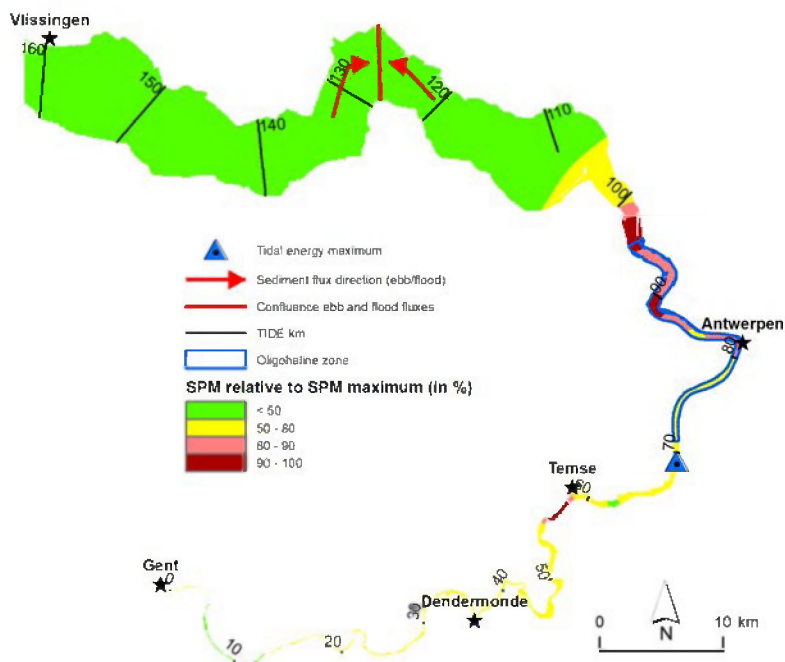 Vlissingen
160
150
140
130
120
110
100
90
Antwerpen
80
70
Temse
60
50
40
Dendermonde
30
20
10
Gent
0
Tidal energy maximum
Sediment flux direction (ebb/flood)
Confluence ebb and flood fluxes
TIDE km
Oligohaline zone
SPM relative to SPM maximum (in %)
< 50
50 - 80
80 - 90
90 - 100
N
0 10 km